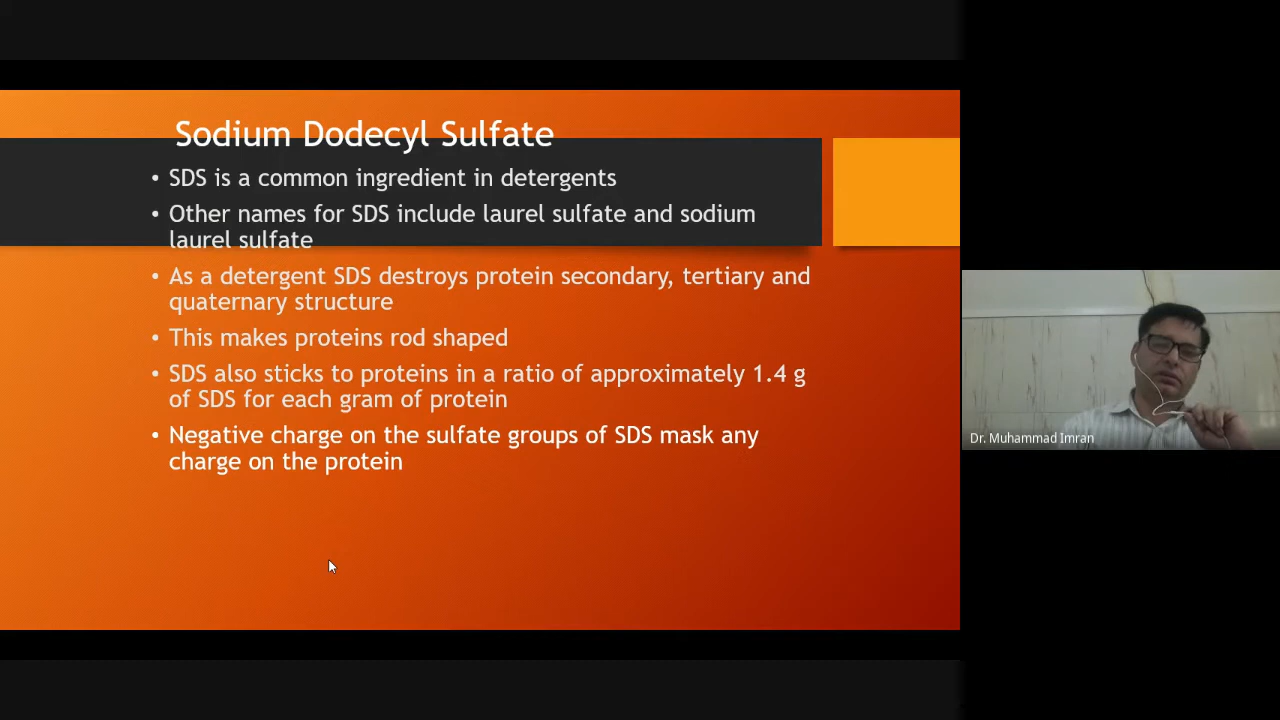 Sodium Dodecyl Sulfate
• SDS is a common ingredient in detergents
• Other names for SDS include laurel sulfate and sodium
laurel sulfate
• As a detergent SDS destroys protein secondary, tertiary and
quaternary structure
• This makes proteins rod shaped
• SDS also sticks to proteins in a ratio of approximately 1.4 g
of SDS for each gram of protein
• Negative charge on the sulfate groups of SDS mask any
charge on the protein
Dr. Muhammad Imran